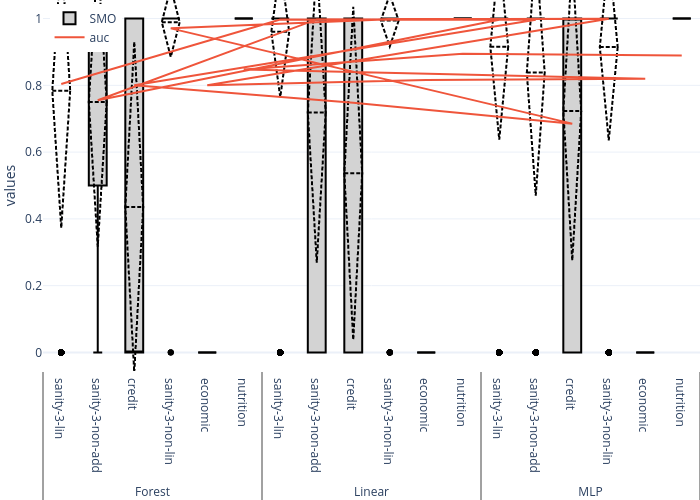 SMO
auc
values
1
0.8
0.6
0.4
0.2
0
sanity-3-lin
sanity-3-non-add
credit
sanity-3-non-lin
economic
nutrition
sanity-3-lin
sanity-3-non-add
credit
sanity-3-non-lin
economic
nutrition
sanity-3-lin
sanity-3-non-add
credit
sanity-3-non-lin
economic
nutrition
Forest
Linear
MLP